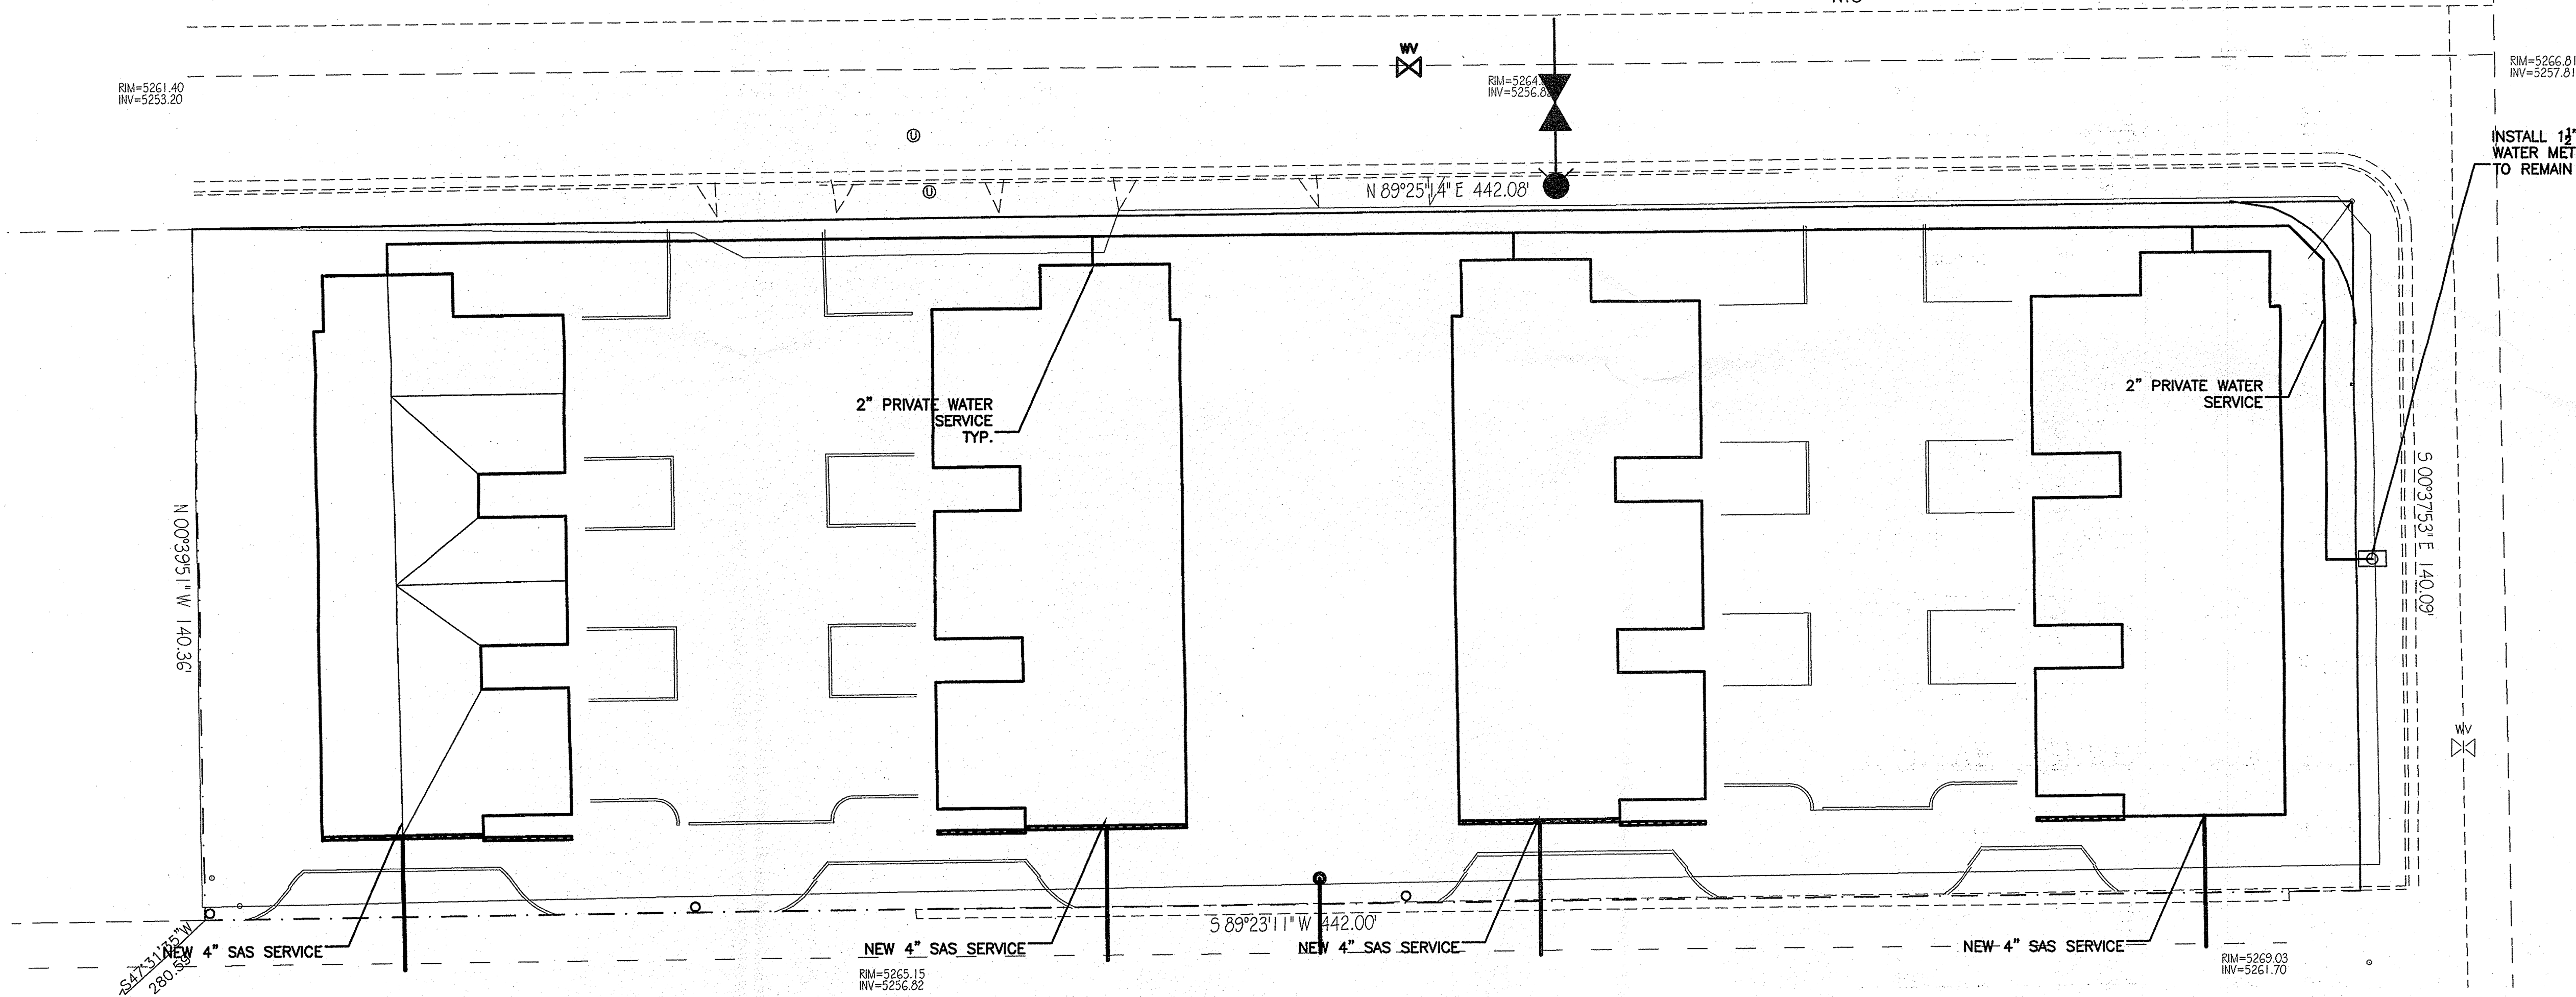 WV
RIM=5261.40
INV=5253.20
RIM=5264.
INV=5256.8
RIM=5266.81
INV=5257.81
U
U
N 89°25'14" E 442.08'
INSTALL 1½"
WATER MET
TO REMAIN
2" PRIVATE WATER
SERVICE
TYP.
2" PRIVATE WATER
SERVICE
N 00°39'51" W 140.36'
S 00°37'53" E 140.09'
WV
S 89°23'11" W 442.00'
S47°31'35"W
280.59'
NEW 4" SAS SERVICE
NEW 4" SAS SERVICE
NEW 4" SAS SERVICE
NEW 4" SAS SERVICE
RIM=5265.15
INV=5256.82
RIM=5269.03
INV=5261.70